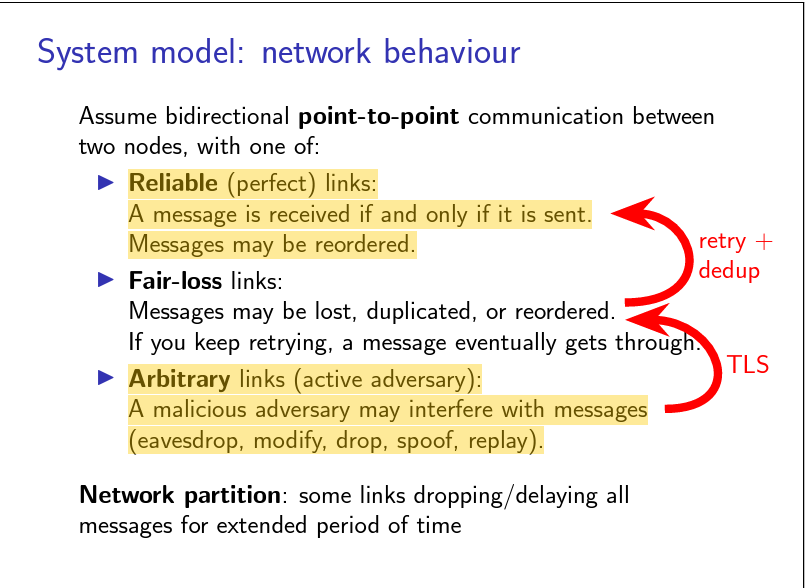 System model: network behaviour
Assume bidirectional point-to-point communication between
two nodes, with one of:
▶ Reliable (perfect) links:
A message is received if and only if it is sent.
Messages may be reordered.
retry +
dedup
▶ Fair-loss links:
Messages may be lost, duplicated, or reordered.
If you keep retrying, a message eventually gets through.
TLS
▶ Arbitrary links (active adversary):
A malicious adversary may interfere with messages
(eavesdrop, modify, drop, spoof, replay).
Network partition: some links dropping/delaying all
messages for extended period of time